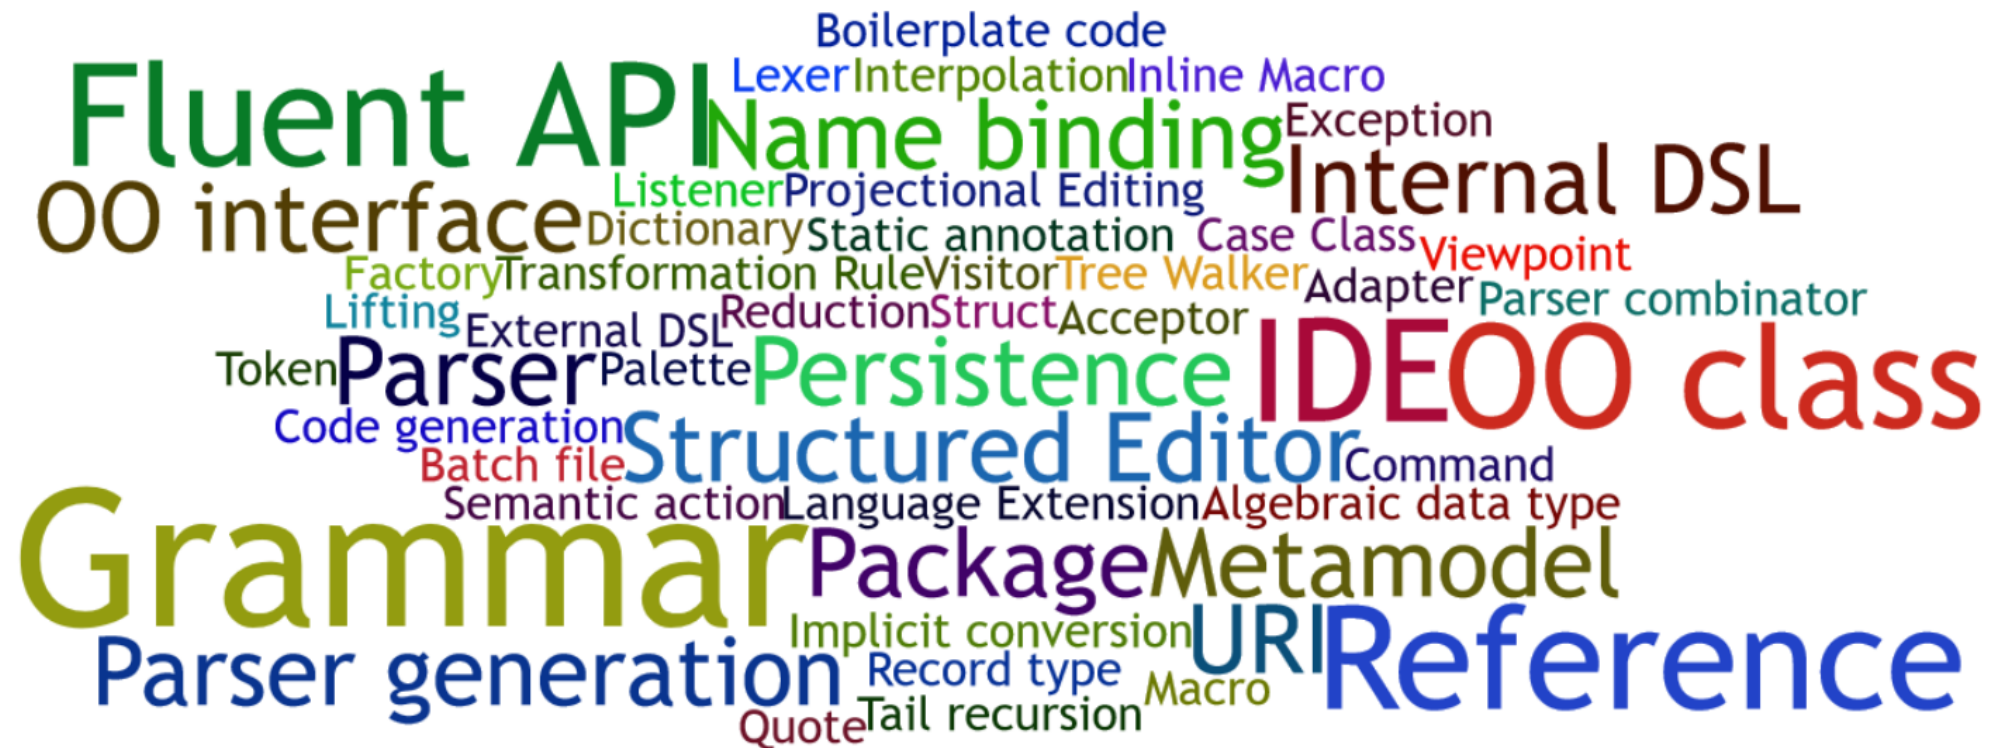 Boilerplate code
Lexer Interpolation Inline Macro
Fluent API Name binding Exception
Internal DSL
OO interface Listener Projectional Editing
Dictionary Static annotation Case Class Viewpoint
Factory Transformation Rule Visitor Tree Walker Adapter Parser combinator
Lifting External DSL Reduction Struct Acceptor
Token Parser Palette Persistence IDE OO class
Code generation Structured Editor
Batch file Command
Semantic action Language Extension Algebraic data type
Grammar Package Metamodel
Implicit conversion URI Reference
Parser generation Record type Macro
Quote Tail recursion